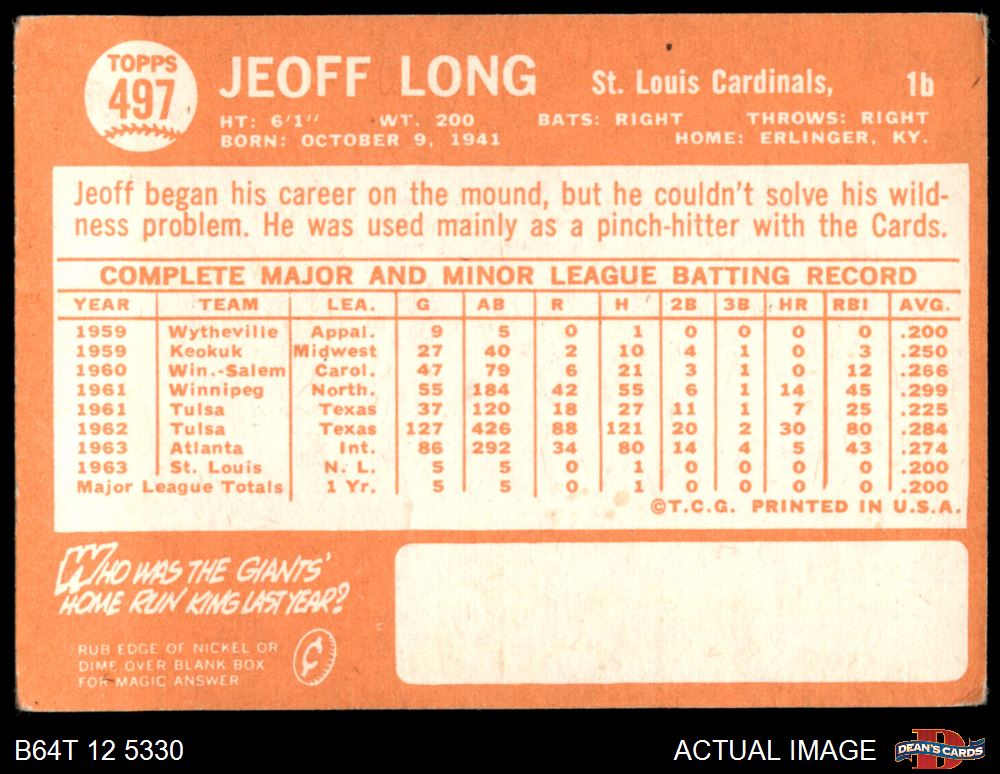 TOPPS
497
JEOFF LONG St. Louis Cardinals, 1b
HT: 6'1" WT. 200 BATS: RIGHT THROWS: RIGHT
BORN: OCTOBER 9, 1941 HOME: ERLINGER, KY.
Jeoff began his career on the mound, but he couldn't solve his wild-
ness problem. He was used mainly as a pinch-hitter with the Cards.
COMPLETE MAJOR AND MINOR LEAGUE BATTING RECORD
YEAR TEAM LEA. G AB R H 2B 3B HR RBI AVG.
1959 Wytheville Appal. 9 5 0 1 0 0 0 0 .200
1959 Keokuk Midwest 27 40 2 10 4 1 0 3 .250
1960 Win.-Salem Carol. 47 79 6 21 3 1 0 12 .266
1961 Winnipeg North. 55 184 42 55 6 1 14 45 .299
1961 Tulsa Texas 37 120 18 27 11 1 7 25 .225
1962 Tulsa Texas 127 426 88 121 20 2 30 80 .284
1963 Atlanta Int. 86 292 34 80 14 4 5 43 .274
1963 St. Louis N. L. 5 5 0 1 0 0 0 0 .200
Major League Totals 1 Yr. 5 5 0 1 0 0 0 0 .200
©T.C.G. PRINTED IN U.S.A.
WHO WAS THE GIANTS'
HOME RUN KING LAST YEAR?
RUB EDGE OF NICKEL OR
DIME OVER BLANK BOX
FOR MAGIC ANSWER
¢
B64T 12 5330 ACTUAL IMAGE D DEAN'S CARDS